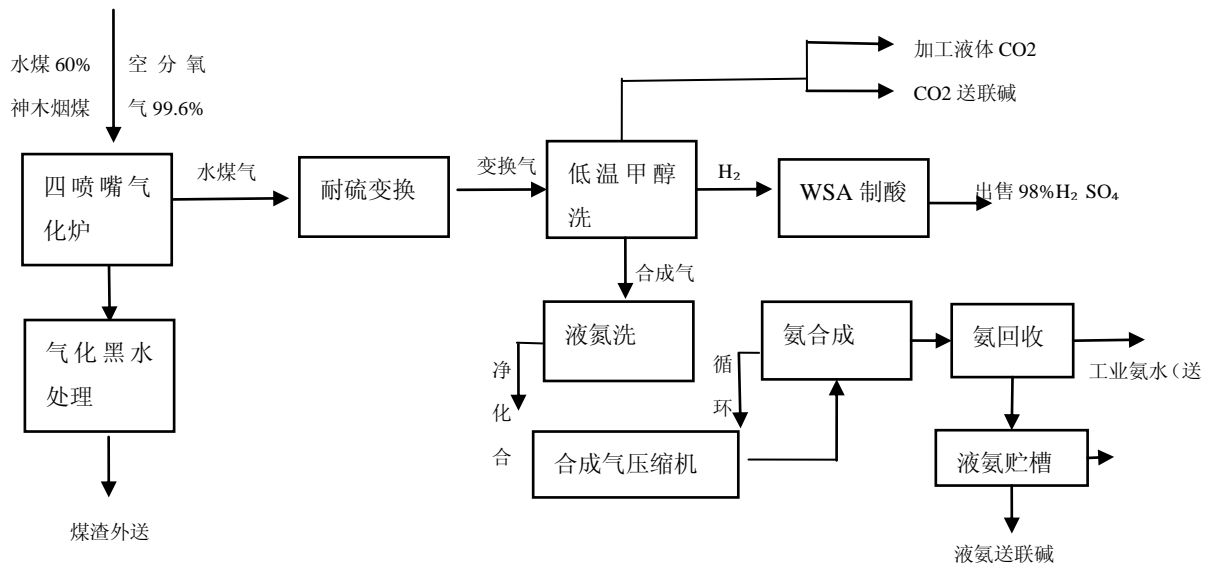 加工液体 CO2
水煤 60%
空 分 氧
CO2 送联碱
神木烟煤
气 99.6%
四 喷 嘴 气
化炉
水煤气
耐硫变换
变换气
低 温 甲 醇
洗
H₂
WSA 制酸
出售 98%H₂ SO₄
合成气
气 化 黑 水
处理
液氮洗
净
化
合
循
环
氨合成
氨回收
工业氨水（送
合成气压缩机
液氨贮槽
煤渣外送
液氨送联碱